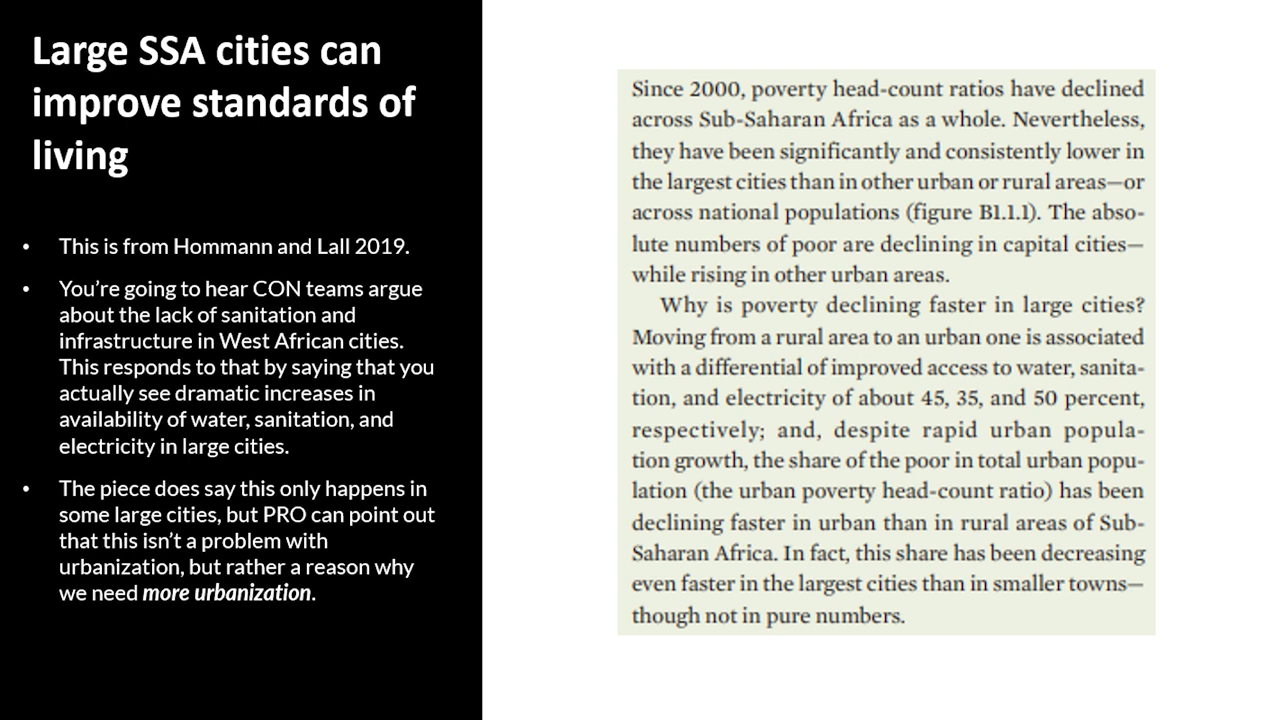 Large SSA cities can
improve standards of
living
• This is from Hommann and Lall 2019.
• You’re going to hear CON teams argue
about the lack of sanitation and
infrastructure in West African cities.
This responds to that by saying that you
actually see dramatic increases in
availability of water, sanitation, and
electricity in large cities.
• The piece does say this only happens in
some large cities, but PRO can point out
that this isn’t a problem with
urbanization, but rather a reason why
we need more urbanization.
Since 2000, poverty head-count ratios have declined
across Sub-Saharan Africa as a whole. Nevertheless,
they have been significantly and consistently lower in
the largest cities than in other urban or rural areas—or
across national populations (figure B1.1.1). The abso-
lute numbers of poor are declining in capital cities—
while rising in other urban areas.
Why is poverty declining faster in large cities?
Moving from a rural area to an urban one is associated
with a differential of improved access to water, sanita-
tion, and electricity of about 45, 35, and 50 percent,
respectively; and, despite rapid urban popula-
tion growth, the share of the poor in total urban popu-
lation (the urban poverty head-count ratio) has been
declining faster in urban than in rural areas of Sub-
Saharan Africa. In fact, this share has been decreasing
even faster in the largest cities than in smaller towns—
though not in pure numbers.